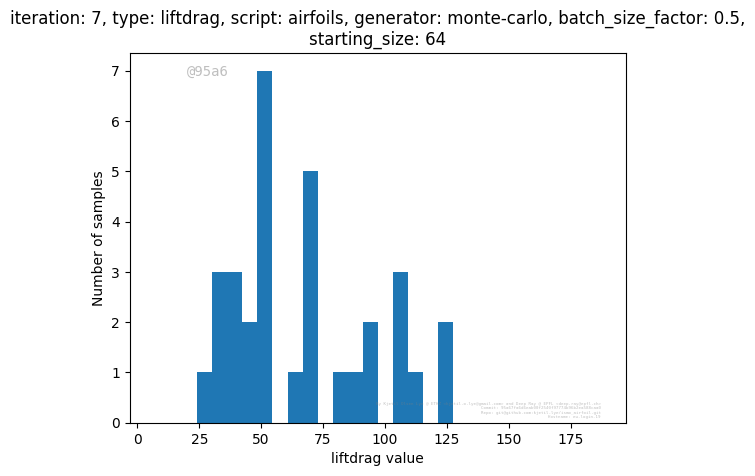 iteration: 7, type: liftdrag, script: airfoils, generator: monte-carlo, batch_size_factor: 0.5,
starting_size: 64
@95a6
7
6
5
4
3
2
1
0
Number of samples
0 25 50 75 100 125 150 175
liftdrag value